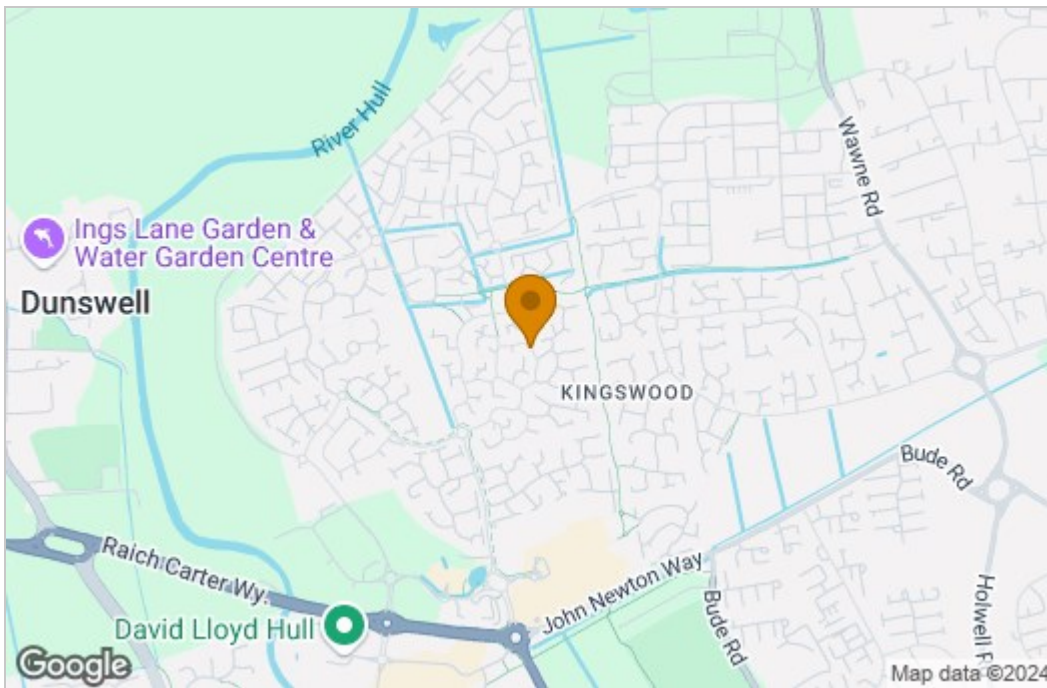 River Hull
Wawne Rd
Ings Lane Garden &
Water Garden Centre
Dunswell
KINGSWOOD
Bude Rd
Raich Carter Wy.
John Newton Way
David Lloyd Hull
Bude Rd
Holwell R
Google
Map data ©2024